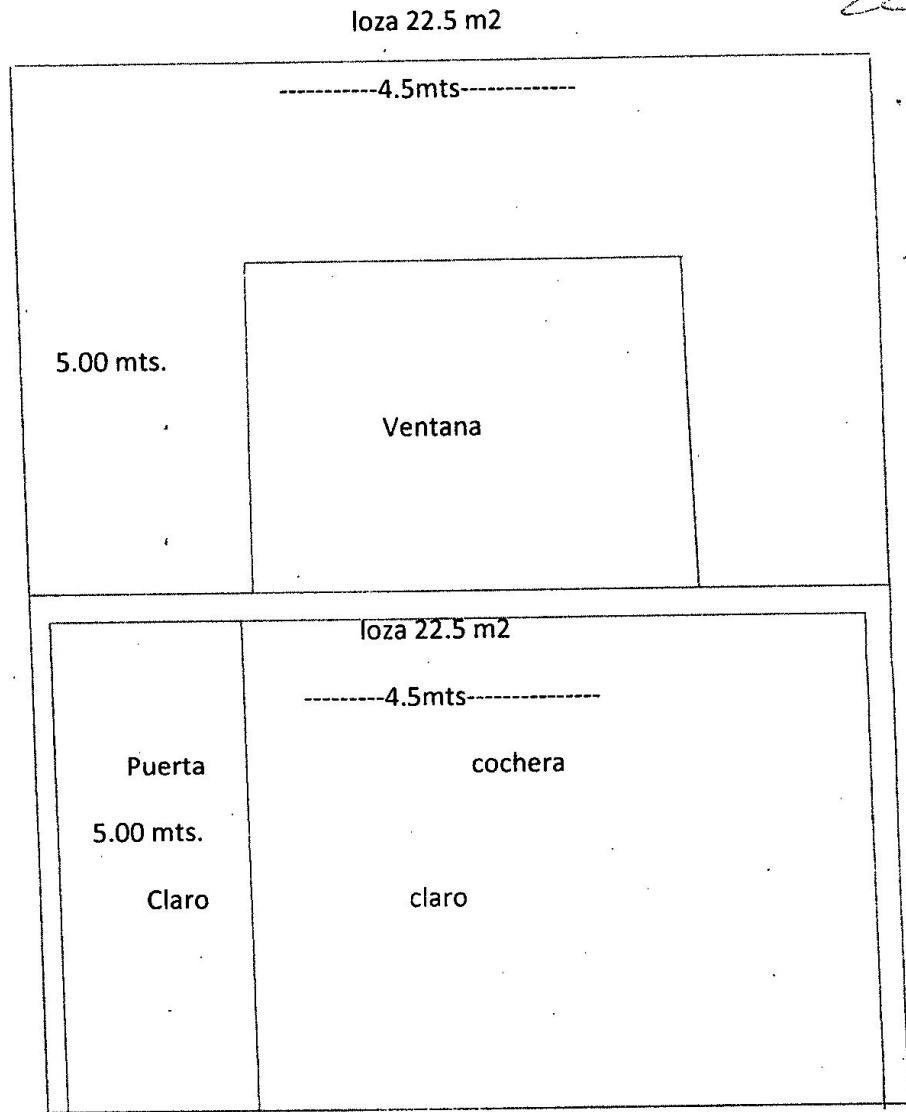 loza 22.5 m2
-----------4.5mts-------------
5.00 mts.
Ventana
loza 22.5 m2
---------4.5mts---------------
Puerta cochera
5.00 mts.
Claro claro